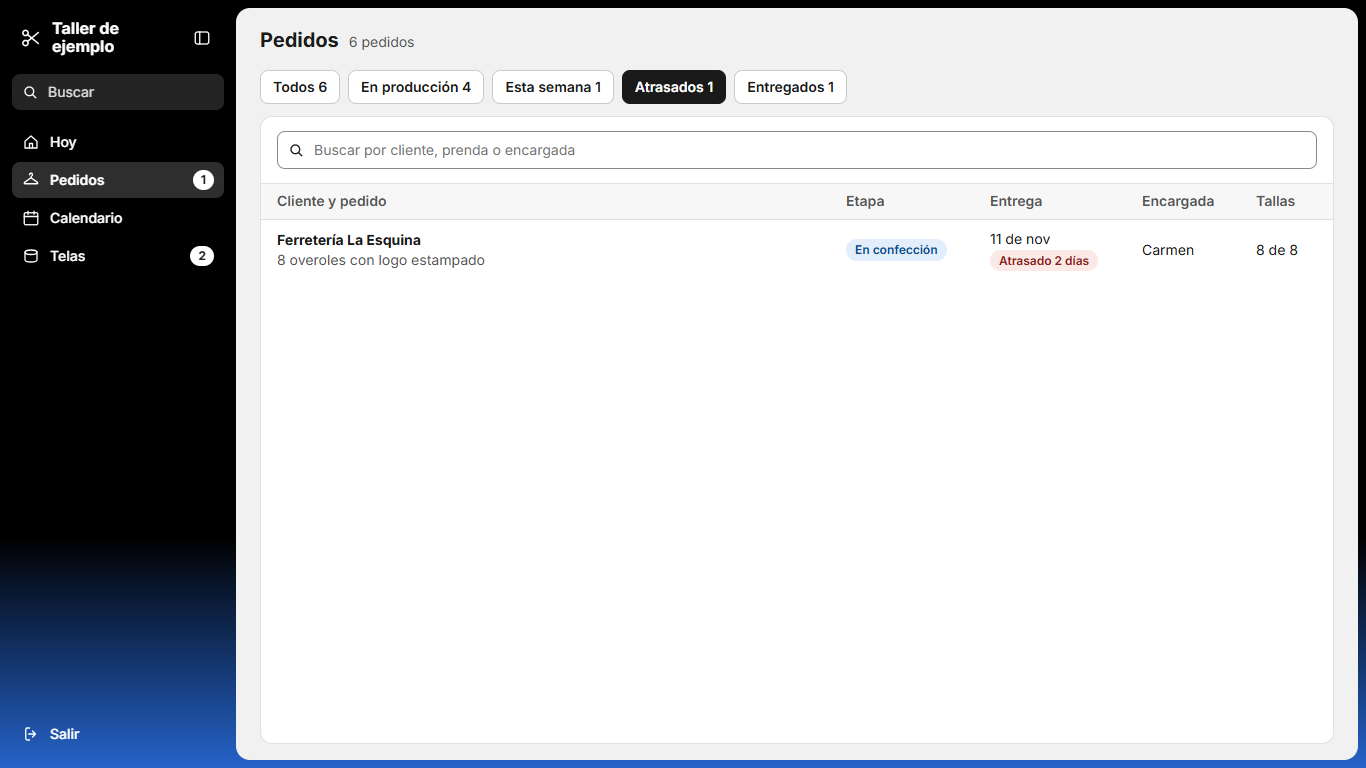 Taller de
ejemplo
Buscar
Hoy
Pedidos 1
Calendario
Telas 2
Salir
Pedidos 6 pedidos
Todos 6 En producción 4 Esta semana 1 Atrasados 1 Entregados 1
Buscar por cliente, prenda o encargada
Cliente y pedido Etapa Entrega Encargada Tallas
Ferretería La Esquina
8 overoles con logo estampado
En confección
11 de nov
Atrasado 2 días
Carmen
8 de 8